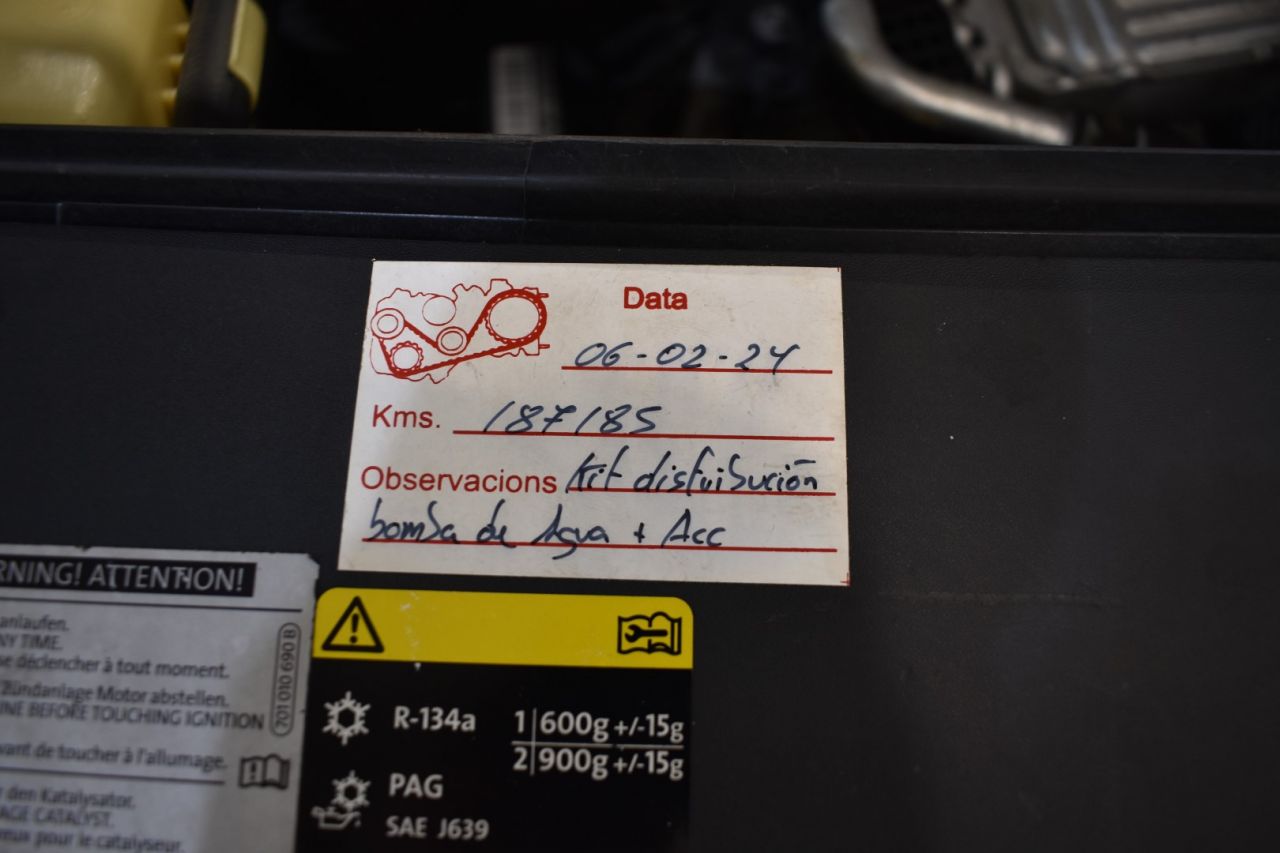 Data
06-02-24
Kms. 187185
Observacions Kit distribución
bomba de Agua + Acc
RNING! ATTENTION!
anlaufen.
NY TIME.
se déclencher à tout moment.
Zündanlage Motor abstellen.
INE BEFORE TOUCHING IGNITION
vant de toucher à l'allumage.
r den Katalysator.
AGE CATALYST.
eux pour le catalyseur.
701 010 690 B
R-134a
1 600g +/-15g
2 900g +/-15g
PAG
SAE J639